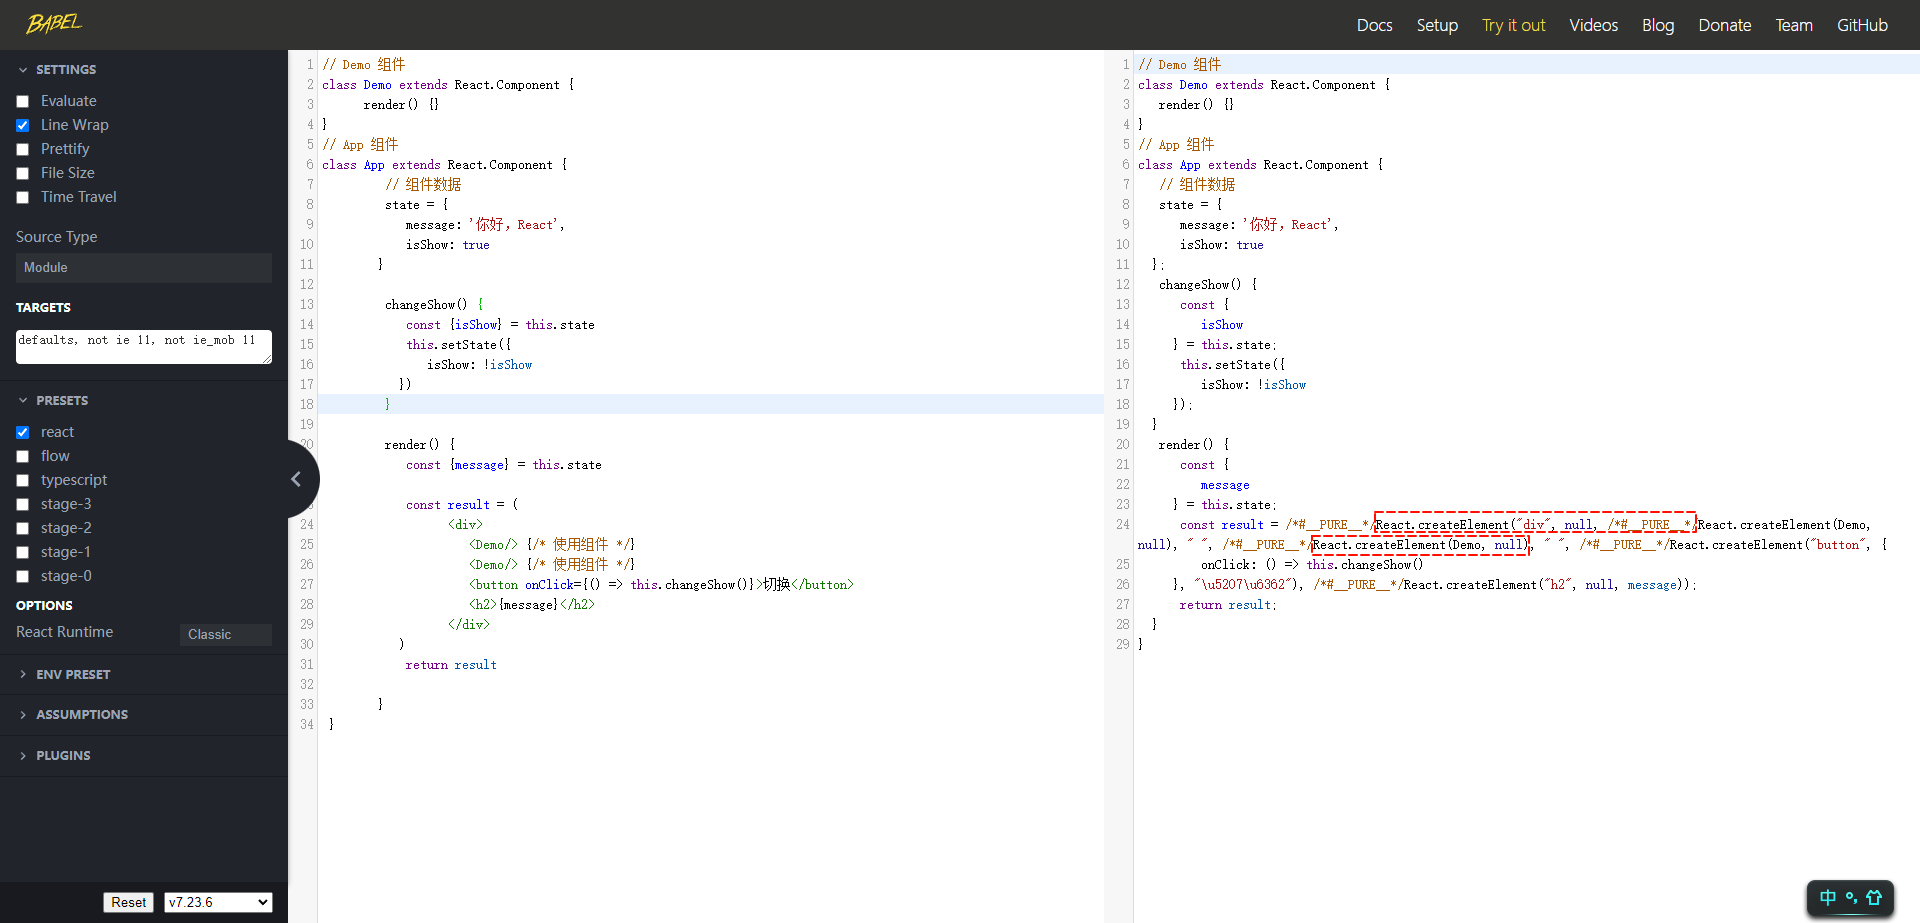 BABEL
Docs Setup Try it out Videos Blog Donate Team GitHub
SETTINGS
Evaluate
Line Wrap
Prettify
File Size
Time Travel
Source Type
Module
TARGETS
defaults, not ie 11, not ie_mob 11
PRESETS
react
flow
typescript
stage-3
stage-2
stage-1
stage-0
OPTIONS
React Runtime Classic
ENV PRESET
ASSUMPTIONS
PLUGINS
Reset v7.23.6
1 // Demo 组件
2 class Demo extends React.Component {
3 render() {}
4 }
5 // App 组件
6 class App extends React.Component {
7 // 组件数据
8 state = {
9 message: '你好，React',
10 isShow: true
11 }
12
13 changeShow() {
14 const {isShow} = this.state
15 this.setState({
16 isShow: !isShow
17 })
18 }
19
20 render() {
const {message} = this.state
const result = (
24 <div>
25 <Demo/> {/* 使用组件 */}
26 <Demo/> {/* 使用组件 */}
27 <button onClick={() => this.changeShow()}>切换</button>
28 <h2>{message}</h2>
29 </div>
30 )
31 return result
32
33 }
34 }
1 // Demo 组件
2 class Demo extends React.Component {
3 render() {}
4 }
5 // App 组件
6 class App extends React.Component {
7 // 组件数据
8 state = {
9 message: '你好，React',
10 isShow: true
11 };
12 changeShow() {
13 const {
14 isShow
15 } = this.state;
16 this.setState({
17 isShow: !isShow
18 });
19 }
20 render() {
21 const {
22 message
23 } = this.state;
24 const result = /*#__PURE__*/React.createElement("div", null, /*#__PURE__*/React.createElement(Demo,
null), " ", /*#__PURE__*/React.createElement(Demo, null), " ", /*#__PURE__*/React.createElement("button", {
25 onClick: () => this.changeShow()
26 }, "\u5207\u6362"), /*#__PURE__*/React.createElement("h2", null, message));
27 return result;
28 }
29 }
中 °,